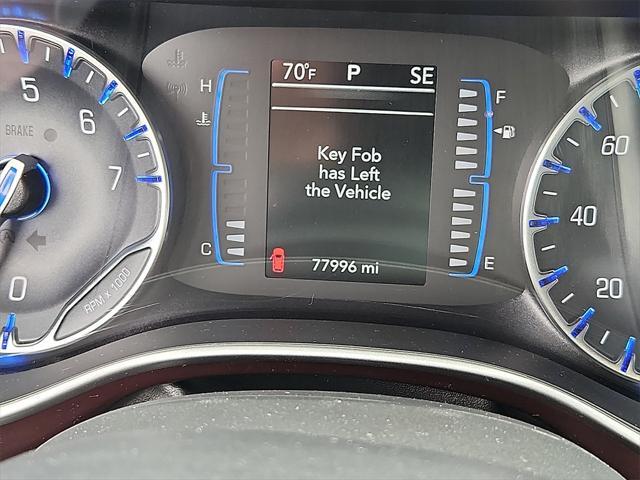 70°F P SE
H
F
5
BRAKE
6
7
0
RPM x 1000
Key Fob
has Left
the Vehicle
C
E
77996 mi
60
40
20